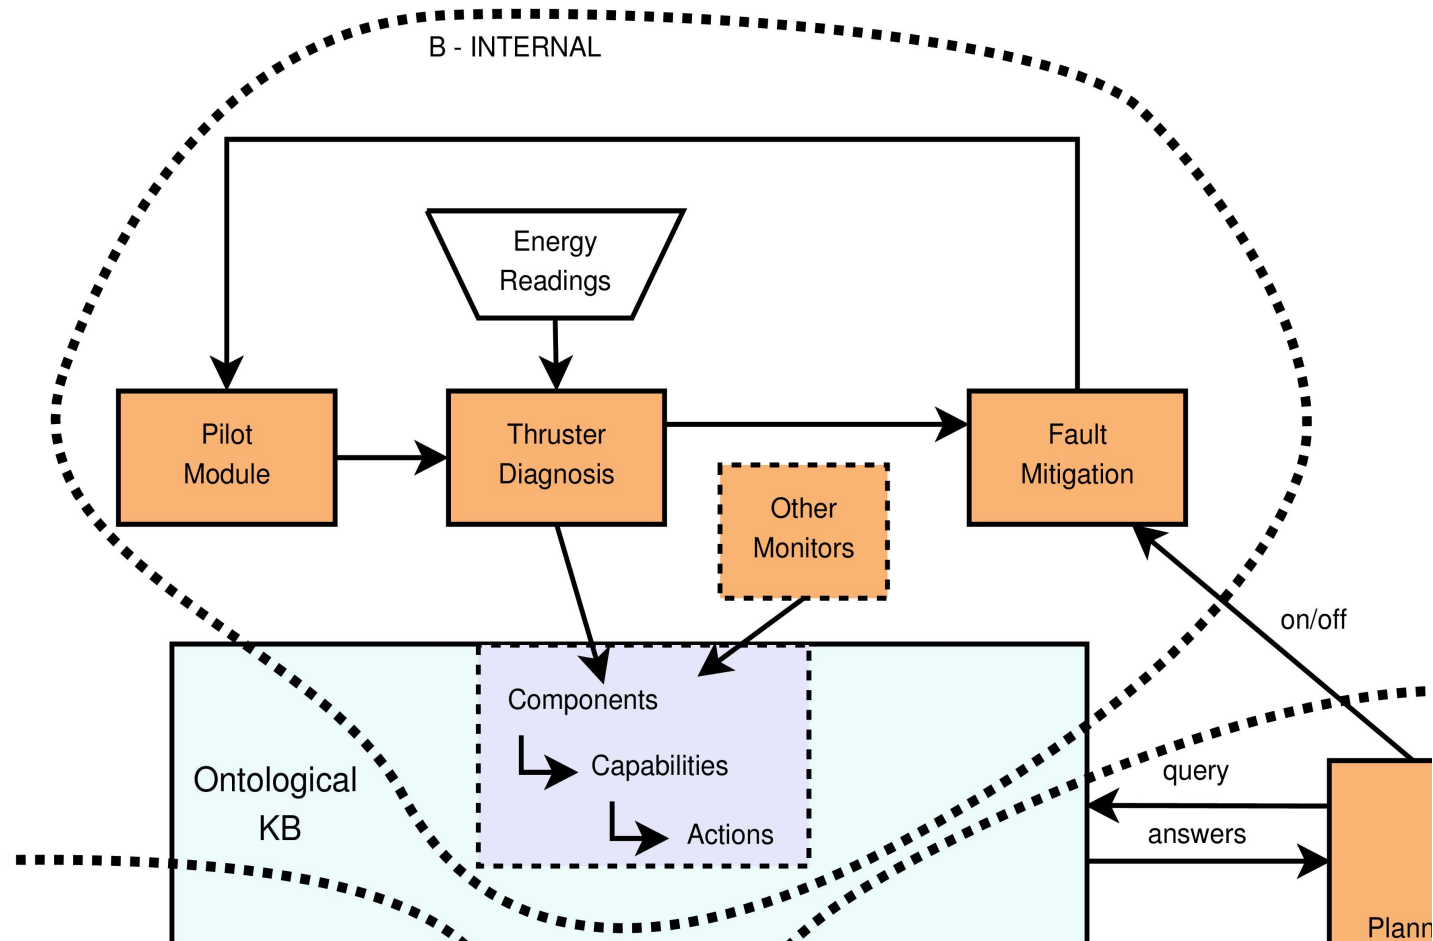 B - INTERNAL
Energy
Readings
Pilot
Module
Thruster
Diagnosis
Fault
Mitigation
Other
Monitors
on/off
Components
Capabilities
Actions
Ontological
KB
query
answers
Plann